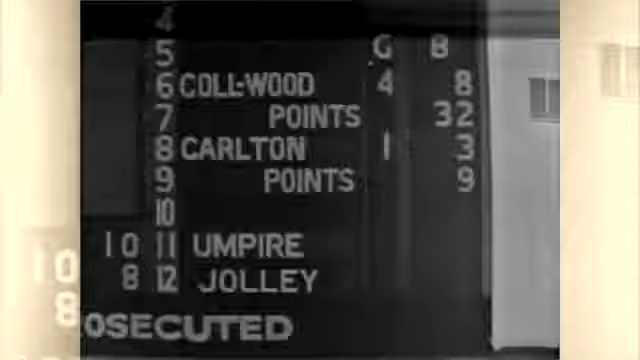 4
5 G B
6 COLL-WOOD 4 8
7 POINTS 32
8 CARLTON 1 3
9 POINTS 9
10
10 11 UMPIRE
8 12 JOLLEY
OSECUTED